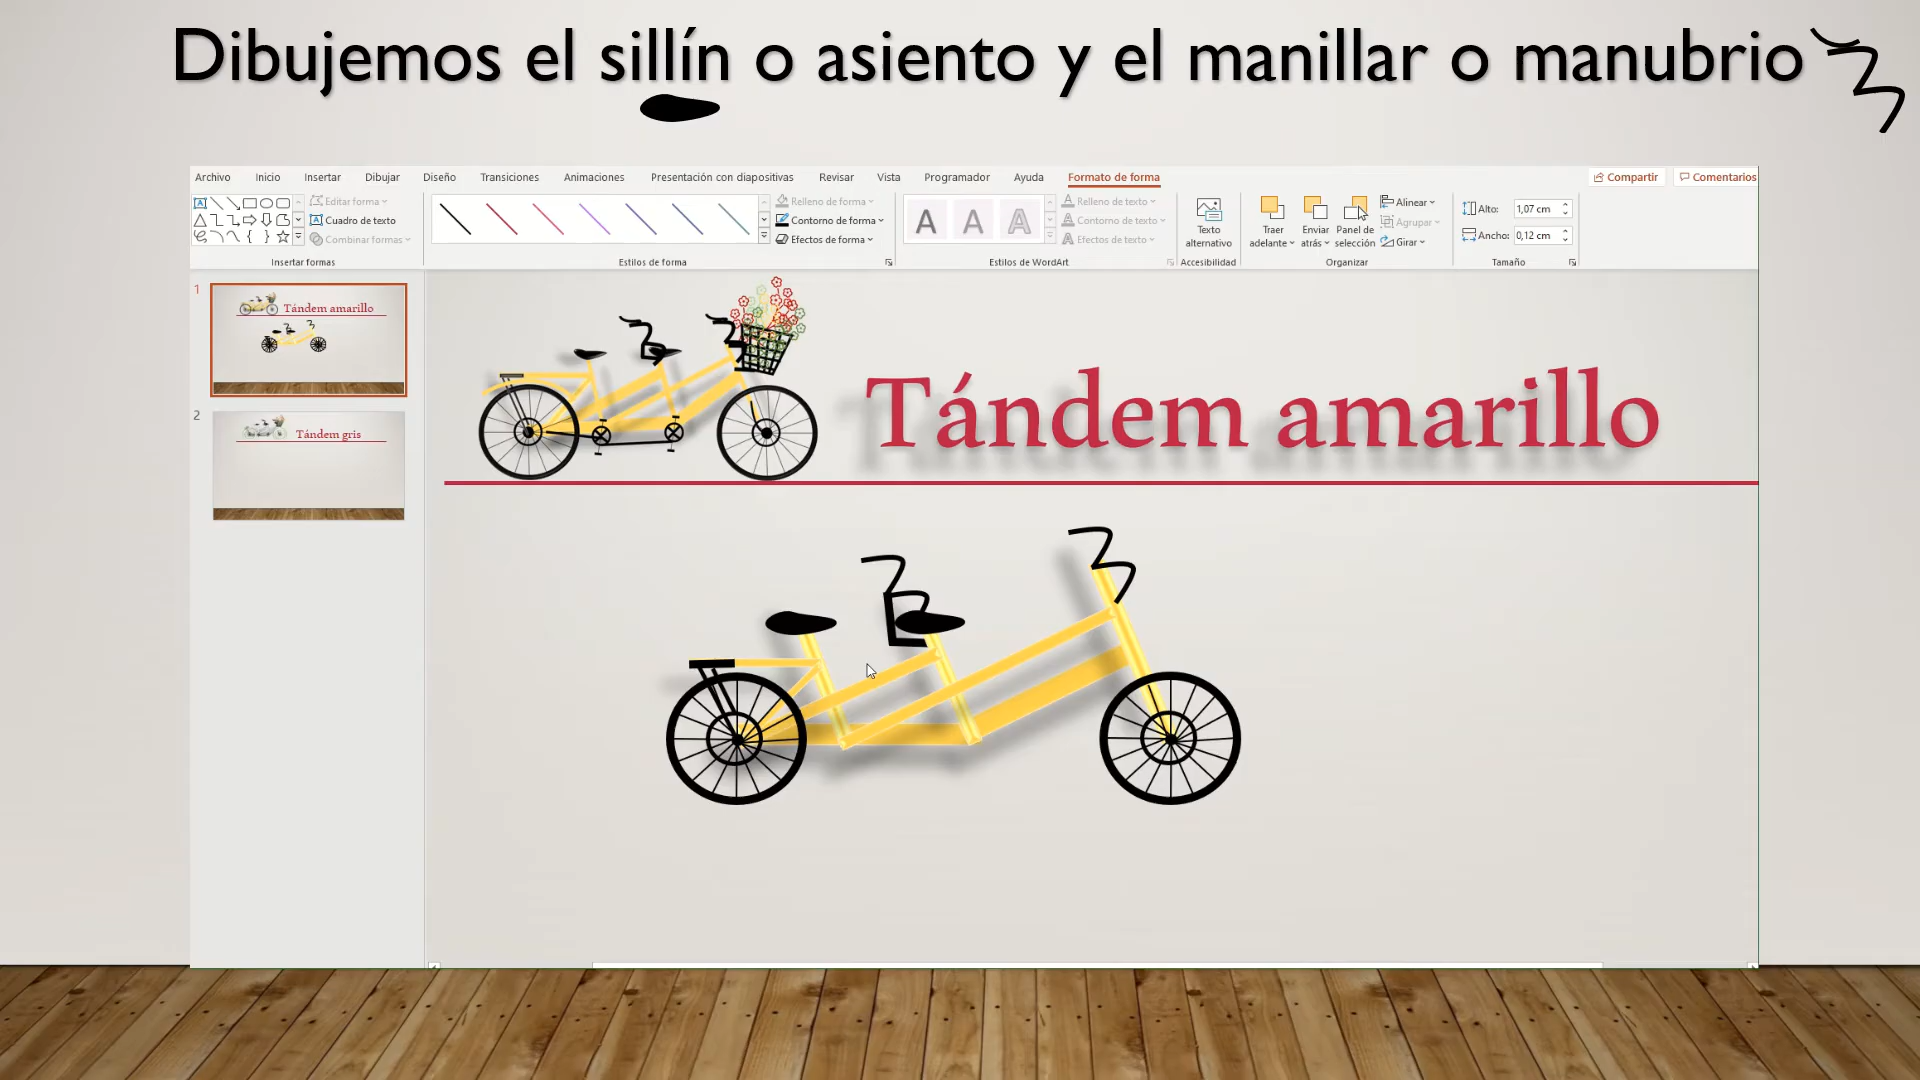 Dibujemos el sillín o asiento y el manillar o manubrio
Archivo Inicio Insertar Dibujar Diseño Transiciones Animaciones Presentación con diapositivas Revisar Vista Programador Ayuda Formato de forma Compartir Comentarios
Editar forma
Cuadro de texto
Combinar formas
Insertar formas
Relleno de forma
Contorno de forma
Efectos de forma
Estilos de forma
A A A
Relleno de texto
Contorno de texto
Efectos de texto
Estilos de WordArt
Texto
alternativo
Accesibilidad
Traer
adelante
Enviar
atrás
Panel de
selección
Alinear
Agrupar
Girar
Organizar
Alto: 1,07 cm
Ancho: 0,12 cm
Tamaño
1
Tándem amarillo
2
Tándem gris
Tándem amarillo